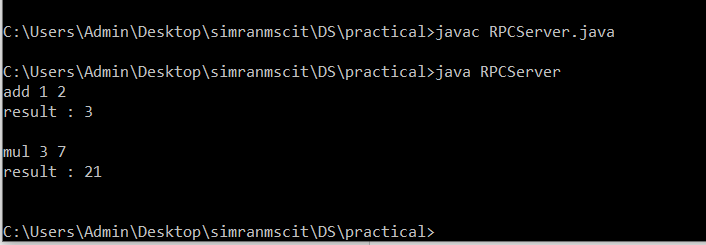 C:\Users\Admin\Desktop\simranmscit\DS\practical>javac RPCServer.java
C:\Users\Admin\Desktop\simranmscit\DS\practical>java RPCServer
add 1 2
result : 3
mul 3 7
result : 21
C:\Users\Admin\Desktop\simranmscit\DS\practical>